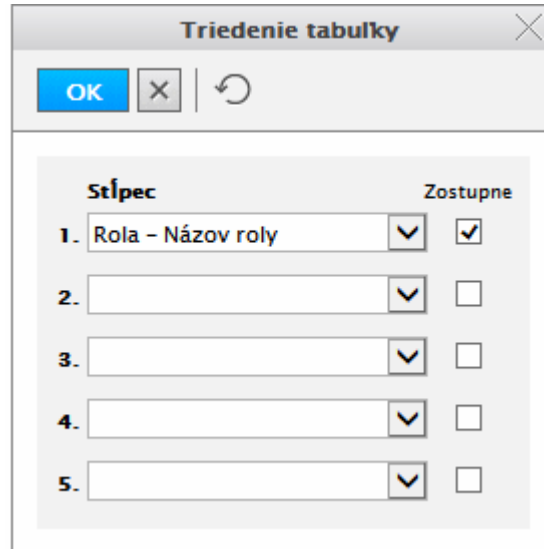 Triedenie tabuľky
OK
Stĺpec Zostupne
1. Rola – Názov roly
2.
3.
4.
5.